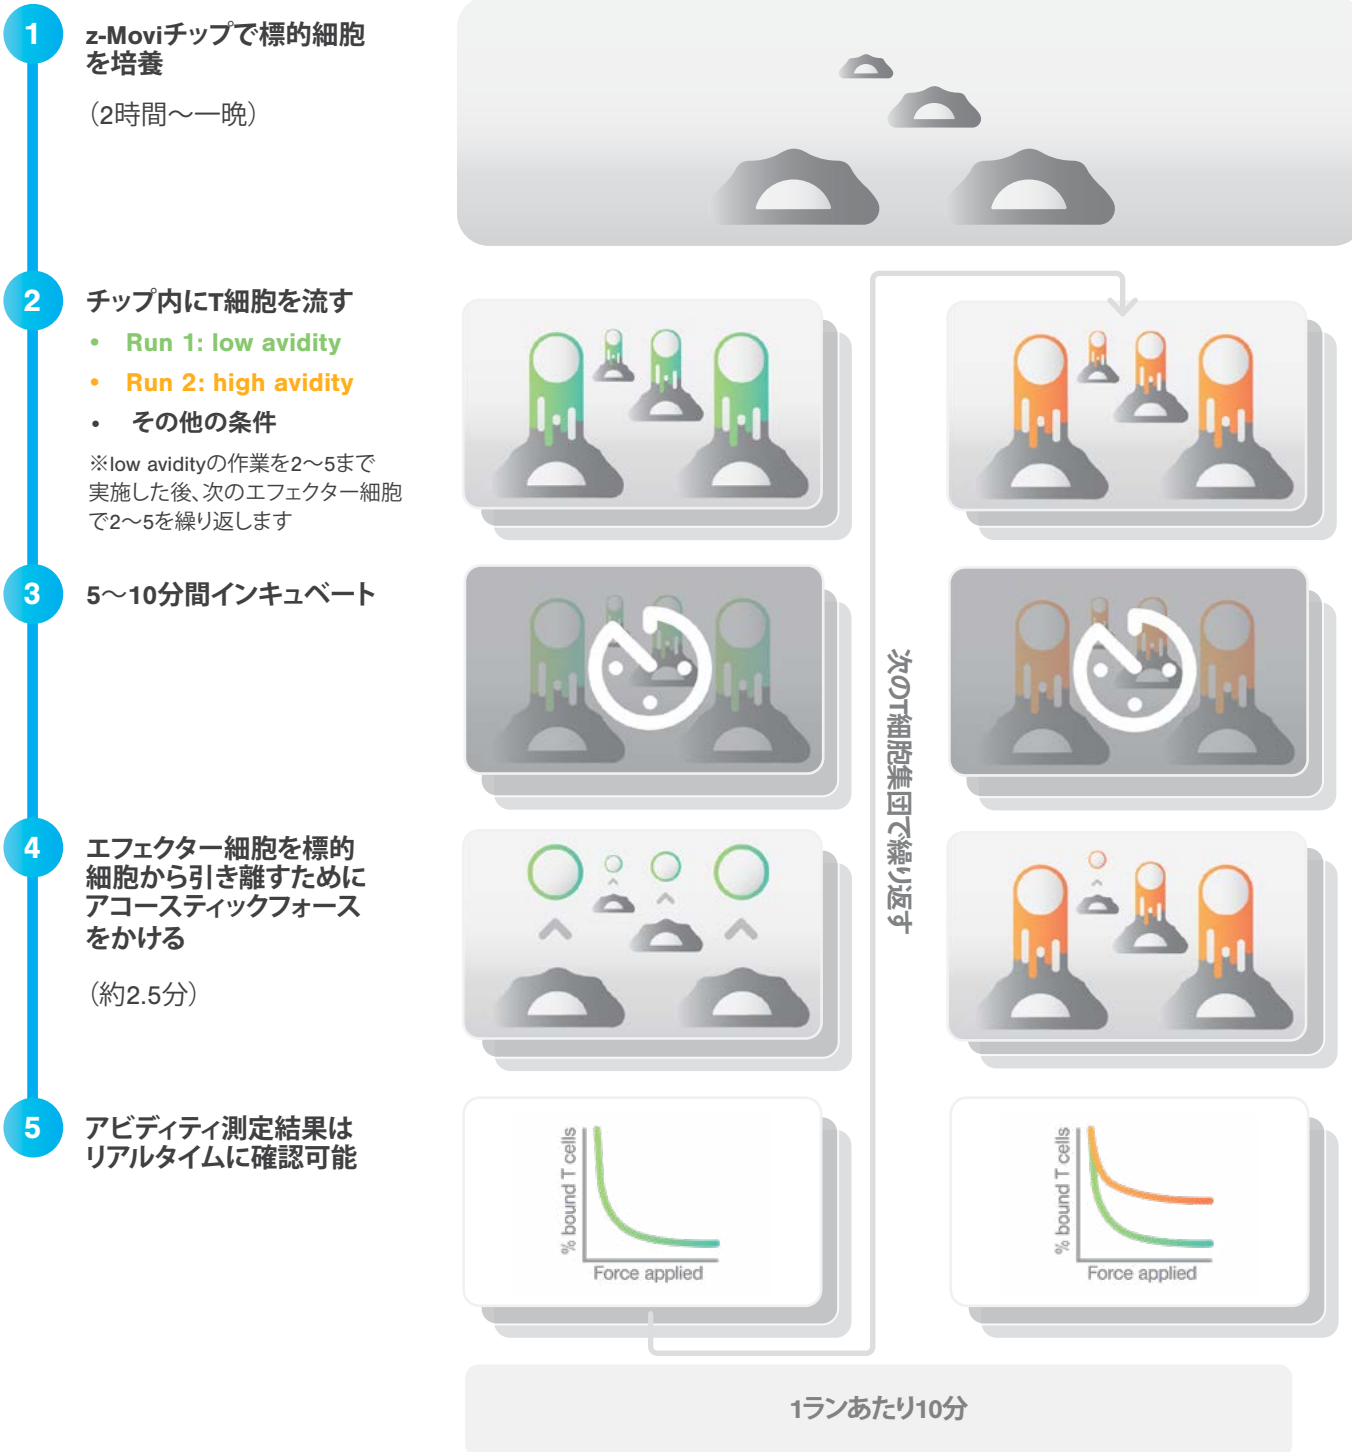 1
z-Moviチップで標的細胞
を培養
（2時間～一晩）
2
チップ内にT細胞を流す
• Run 1: low avidity
• Run 2: high avidity
• その他の条件
※low avidityの作業を2～5まで
実施した後、次のエフェクター細胞
で2～5を繰り返します
3
5～10分間インキュベート
4
エフェクター細胞を標的
細胞から引き離すために
アコースティックフォース
をかける
（約2.5分）
5
アビディティ測定結果は
リアルタイムに確認可能
次のT細胞集団で繰り返す
% bound T cells
Force applied
% bound T cells
Force applied
1ランあたり10分